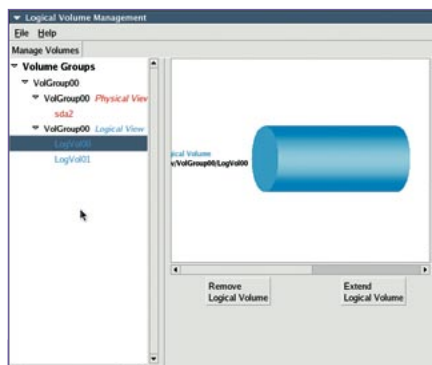 Logical Volume Management
File Help
Manage Volumes
Volume Groups
VolGroup00
VolGroup00 Physical View
sda2
VolGroup00 Logical View
LogVol00
LogVol01
gical Volume
v/VolGroup00/LogVol00
Remove
Logical Volume
Extend
Logical Volume